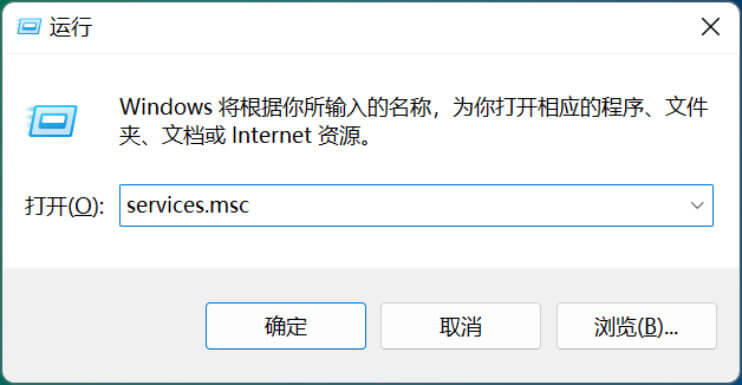 运行
Windows 将根据你所输入的名称，为你打开相应的程序、文件
夹、文档或 Internet 资源。
打开(O): services.msc
确定 取消 浏览(B)...